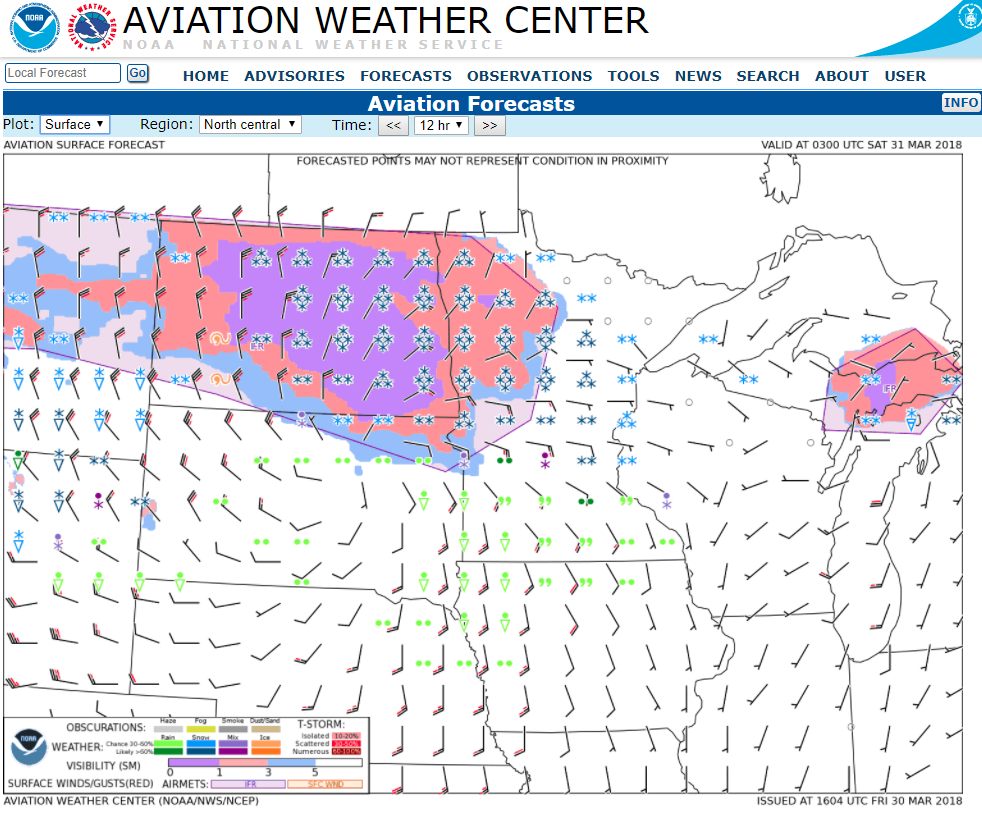 NOAA
AVIATION WEATHER CENTER
NOAA NATIONAL WEATHER SERVICE
Local Forecast Go HOME ADVISORIES FORECASTS OBSERVATIONS TOOLS NEWS SEARCH ABOUT USER
Aviation Forecasts INFO
Plot: Surface Region: North central Time: << 12 hr >>
AVIATION SURFACE FORECAST VALID AT 0300 UTC SAT 31 MAR 2018
FORECASTED POINTS MAY NOT REPRESENT CONDITION IN PROXIMITY
IFR
IFR
NOAA
OBSCURATIONS: Haze Fog Smoke Dust/Sand T-STORM:
Rain Snow Mix Ice
WEATHER: Chance 30-60% Likely >60%
Isolated 10-20%
Scattered 30-50%
Numerous 60-100%
VISIBILITY (SM) 0 1 3 5
SURFACE WINDS/GUSTS(RED) AIRMETS: IFR SFC WND
AVIATION WEATHER CENTER (NOAA/NWS/NCEP) ISSUED AT 1604 UTC FRI 30 MAR 2018